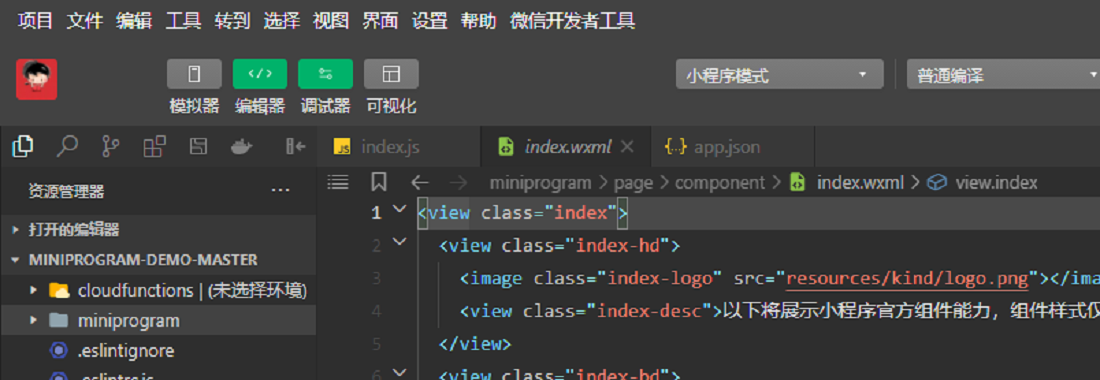 项目 文件 编辑 工具 转到 选择 视图 界面 设置 帮助 微信开发者工具
模拟器 编辑器 调试器 可视化 小程序模式 普通编译
index.js index.wxml app.json
资源管理器 ...
miniprogram > page > component > index.wxml > view.index
打开的编辑器
MINIPROGRAM-DEMO-MASTER
cloudfunctions | (未选择环境)
miniprogram
.eslintignore
.eslintrc.js
1 <view class="index">
2 <view class="index-hd">
3 <image class="index-logo" src="resources/kind/logo.png"></ima
4 <view class="index-desc">以下将展示小程序官方组件能力，组件样式仅
5 </view>
6 <view class="index-bd">